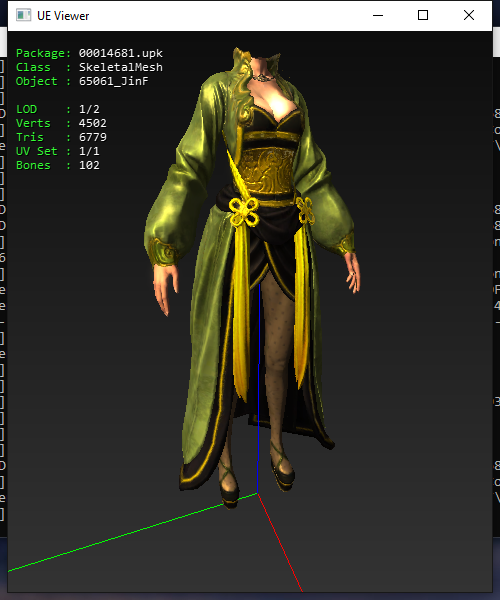 UE Viewer
Package: 00014681.upk
Class : SkeletalMesh
Object : 65061_JinF
LOD : 1/2
Verts : 4502
Tris : 6779
UV Set : 1/1
Bones : 102